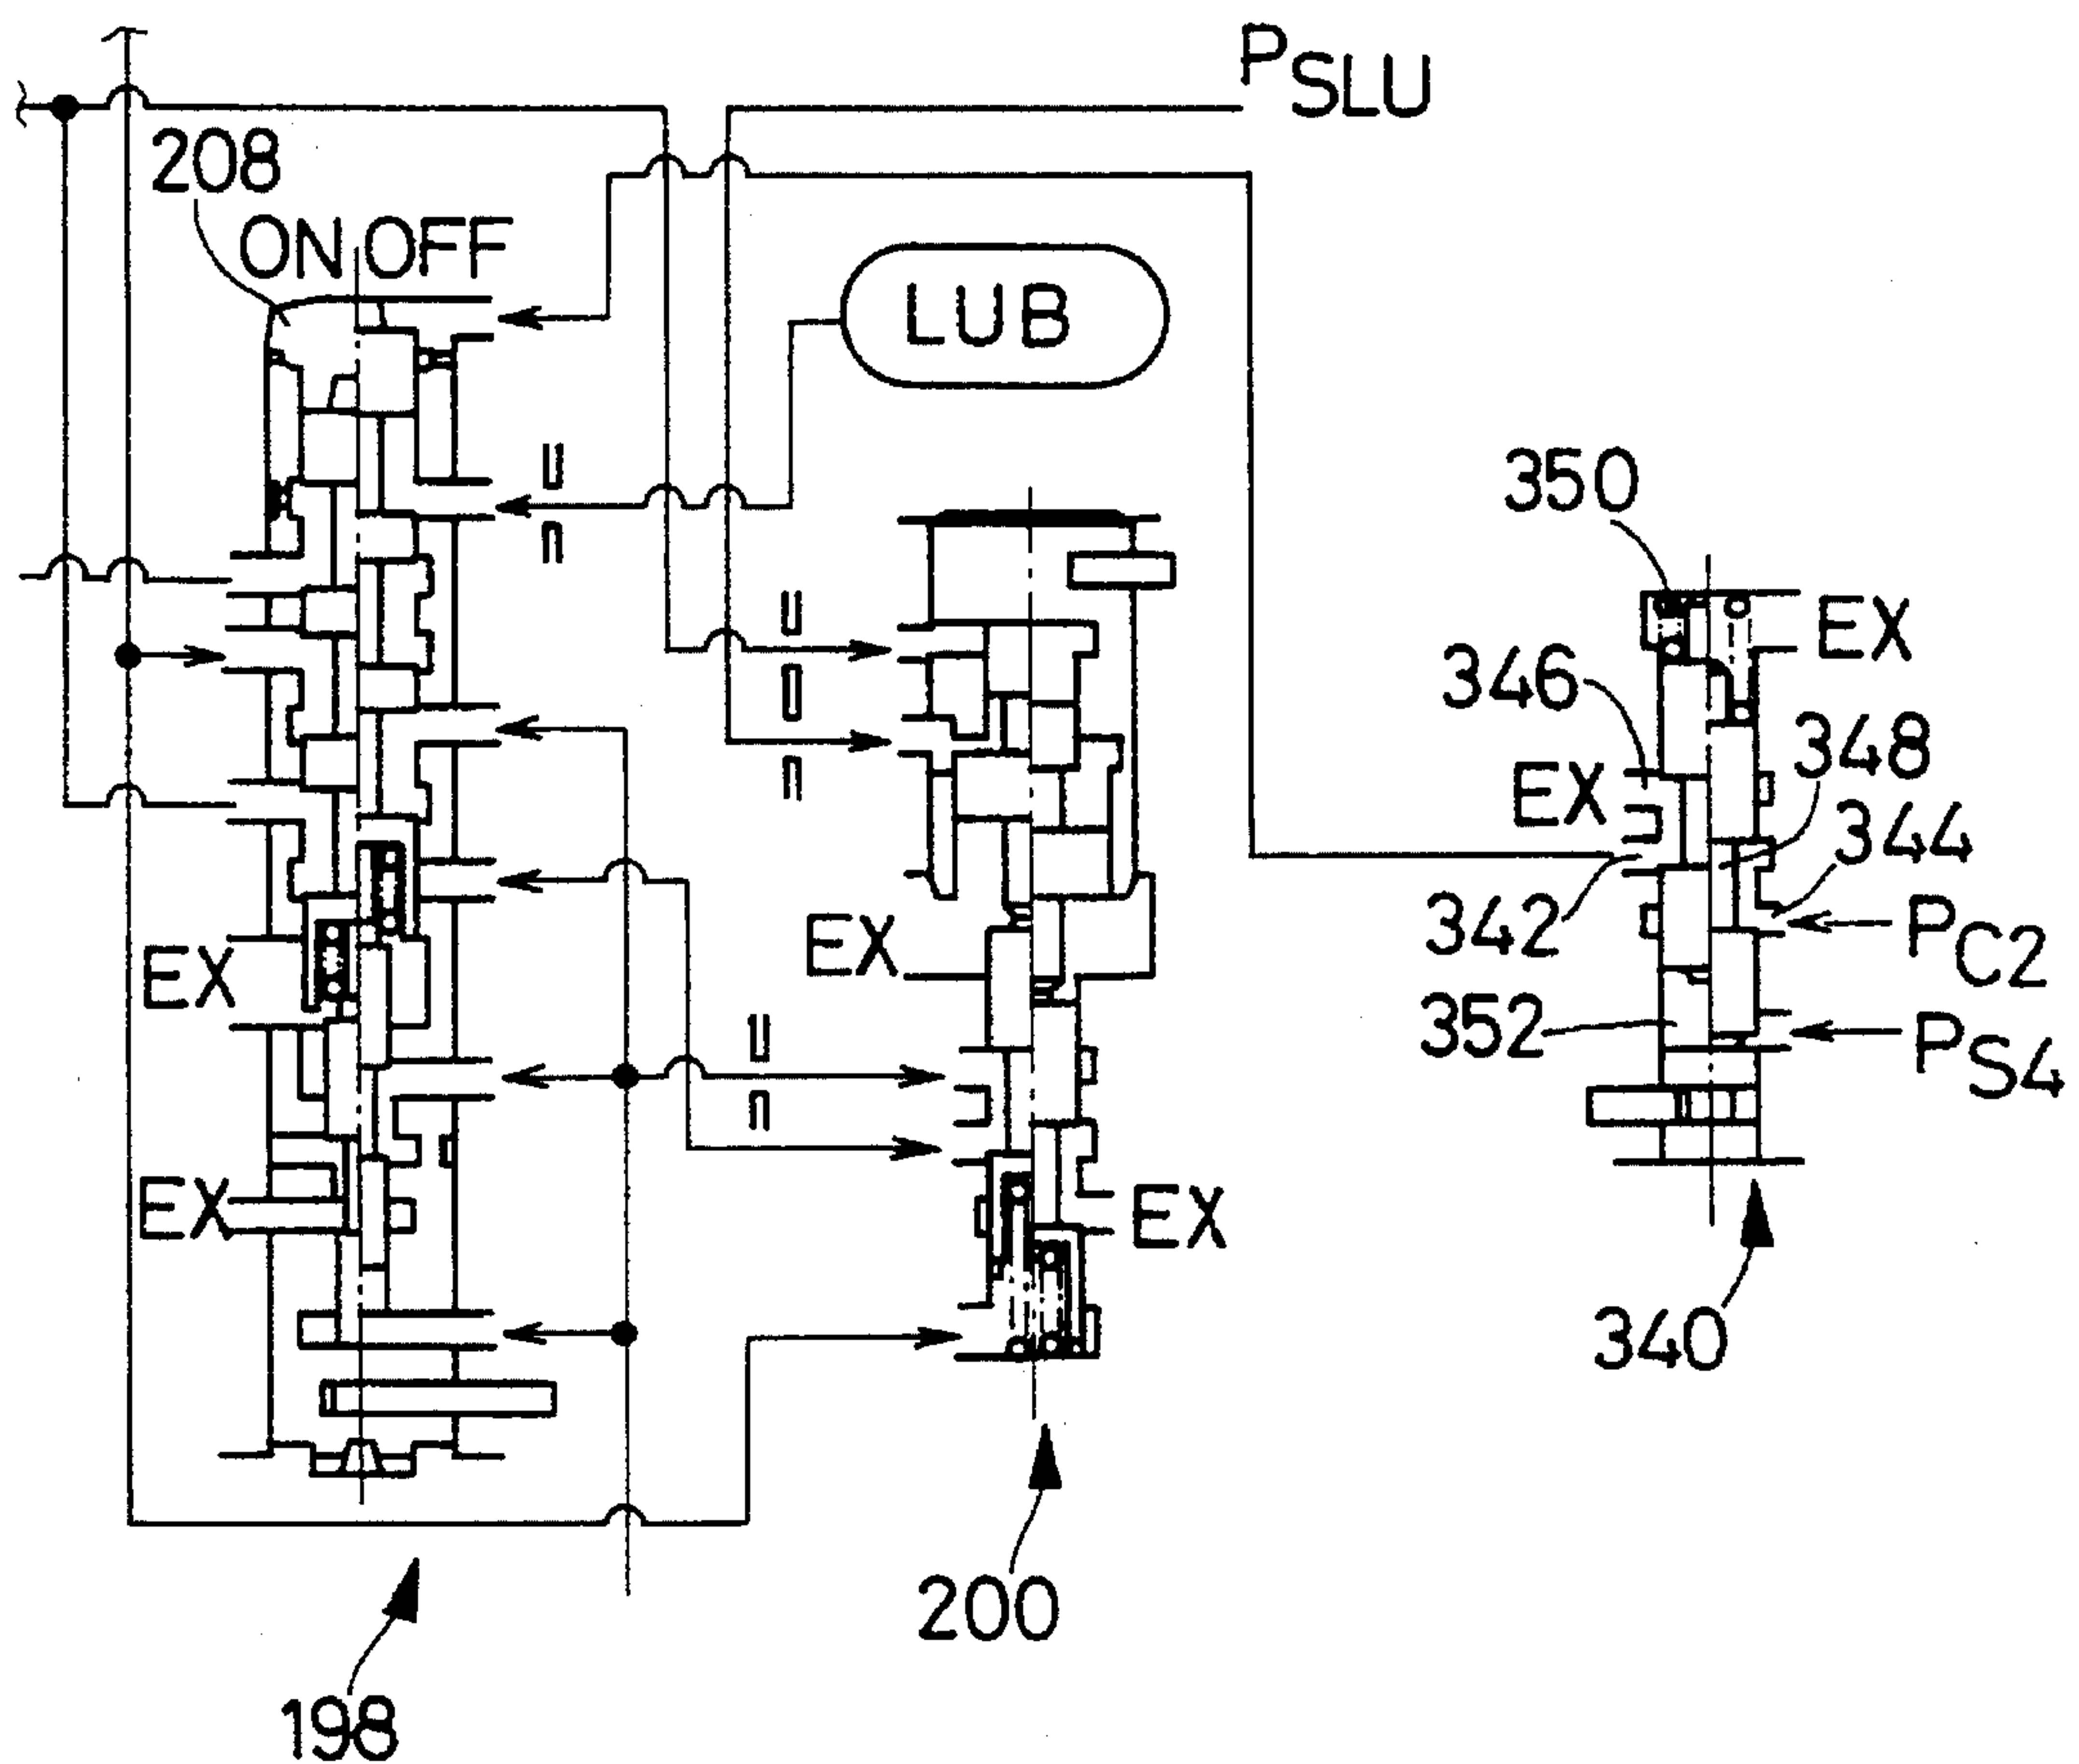 PSLU
208
ON OFF
LUB
350
EX
346
348
EX
344
342
PC2
EX
EX
352
PS4
EX
EX
340
200
198